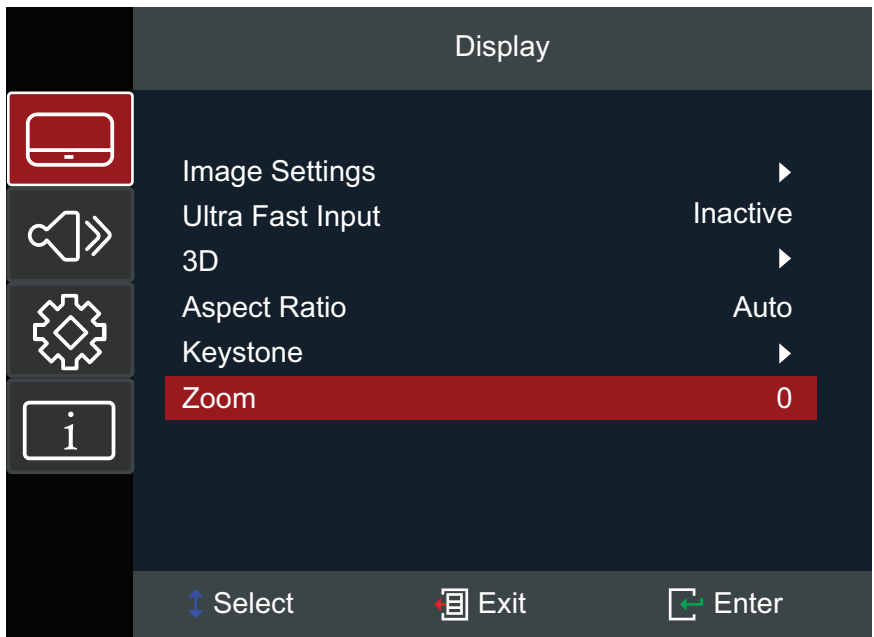 Display
Image Settings
Ultra Fast Input Inactive
3D
Aspect Ratio Auto
Keystone
Zoom 0
i
Select Exit Enter